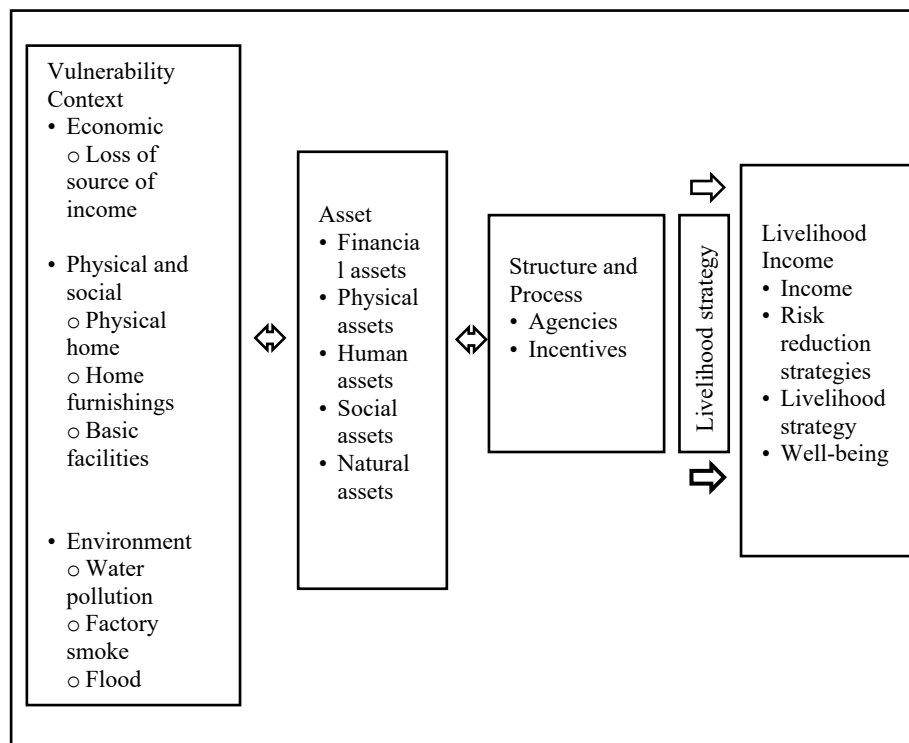 Vulnerability
Context
• Economic
o Loss of
source of
income
• Physical and
social
o Physical
home
o Home
furnishings
o Basic
facilities
• Environment
o Water
pollution
o Factory
smoke
o Flood
Asset
• Financia
l assets
• Physical
assets
• Human
assets
• Social
assets
• Natural
assets
Structure and
Process
• Agencies
• Incentives
Livelihood strategy
Livelihood
Income
• Income
• Risk
reduction
strategies
• Livelihood
strategy
• Well-being